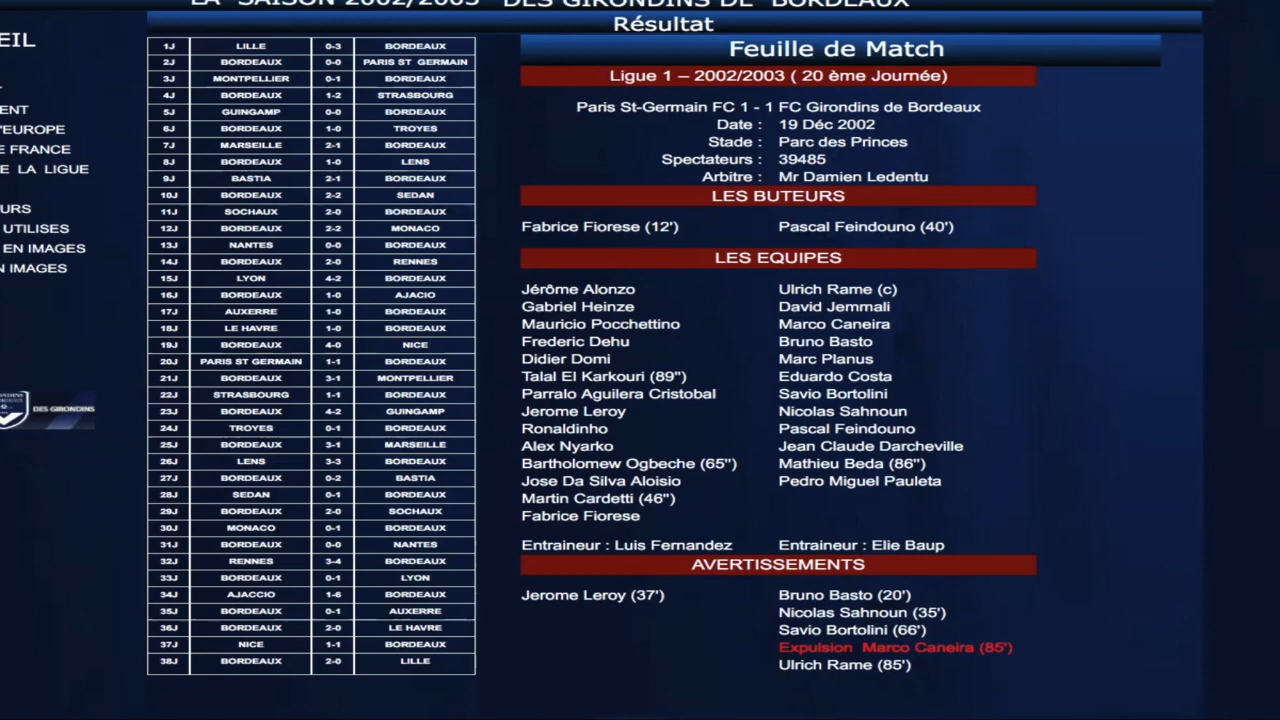 LA SAISON 2002/2003 DES GIRONDINS DE BORDEAUX
Résultat
EIL
ENT
'EUROPE
E FRANCE
E LA LIGUE
URS
UTILISES
EN IMAGES
N IMAGES
DES GIRONDINS
1J LILLE 0-3 BORDEAUX
2J BORDEAUX 0-0 PARIS ST GERMAIN
3J MONTPELLIER 0-1 BORDEAUX
4J BORDEAUX 1-2 STRASBOURG
5J GUINGAMP 0-0 BORDEAUX
6J BORDEAUX 1-0 TROYES
7J MARSEILLE 2-1 BORDEAUX
8J BORDEAUX 1-0 LENS
9J BASTIA 2-1 BORDEAUX
10J BORDEAUX 2-2 SEDAN
11J SOCHAUX 2-0 BORDEAUX
12J BORDEAUX 2-2 MONACO
13J NANTES 0-0 BORDEAUX
14J BORDEAUX 2-0 RENNES
15J LYON 4-2 BORDEAUX
16J BORDEAUX 1-0 AJACIO
17J AUXERRE 1-0 BORDEAUX
18J LE HAVRE 1-0 BORDEAUX
19J BORDEAUX 4-0 NICE
20J PARIS ST GERMAIN 1-1 BORDEAUX
21J BORDEAUX 3-1 MONTPELLIER
22J STRASBOURG 1-1 BORDEAUX
23J BORDEAUX 4-2 GUINGAMP
24J TROYES 0-1 BORDEAUX
25J BORDEAUX 3-1 MARSEILLE
26J LENS 3-3 BORDEAUX
27J BORDEAUX 0-2 BASTIA
28J SEDAN 0-1 BORDEAUX
29J BORDEAUX 2-0 SOCHAUX
30J MONACO 0-1 BORDEAUX
31J BORDEAUX 0-0 NANTES
32J RENNES 3-4 BORDEAUX
33J BORDEAUX 0-1 LYON
34J AJACCIO 1-6 BORDEAUX
35J BORDEAUX 0-1 AUXERRE
36J BORDEAUX 2-0 LE HAVRE
37J NICE 1-1 BORDEAUX
38J BORDEAUX 2-0 LILLE
Feuille de Match
Ligue 1 – 2002/2003 ( 20 ème Journée)
Paris St-Germain FC 1 - 1 FC Girondins de Bordeaux
Date : 19 Déc 2002
Stade : Parc des Princes
Spectateurs : 39485
Arbitre : Mr Damien Ledentu
LES BUTEURS
Fabrice Fiorese (12') Pascal Feindouno (40')
LES EQUIPES
Jérôme Alonzo Ulrich Rame (c)
Gabriel Heinze David Jemmali
Mauricio Pocchettino Marco Caneira
Frederic Dehu Bruno Basto
Didier Domi Marc Planus
Talal El Karkouri (89'') Eduardo Costa
Parralo Aguilera Cristobal Savio Bortolini
Jerome Leroy Nicolas Sahnoun
Ronaldinho Pascal Feindouno
Alex Nyarko Jean Claude Darcheville
Bartholomew Ogbeche (65'') Mathieu Beda (86'')
Jose Da Silva Aloisio Pedro Miguel Pauleta
Martin Cardetti (46'')
Fabrice Fiorese
Entraineur : Luis Fernandez Entraineur : Elie Baup
AVERTISSEMENTS
Jerome Leroy (37') Bruno Basto (20')
Nicolas Sahnoun (35')
Savio Bortolini (66')
Expulsion Marco Caneira (85')
Ulrich Rame (85')